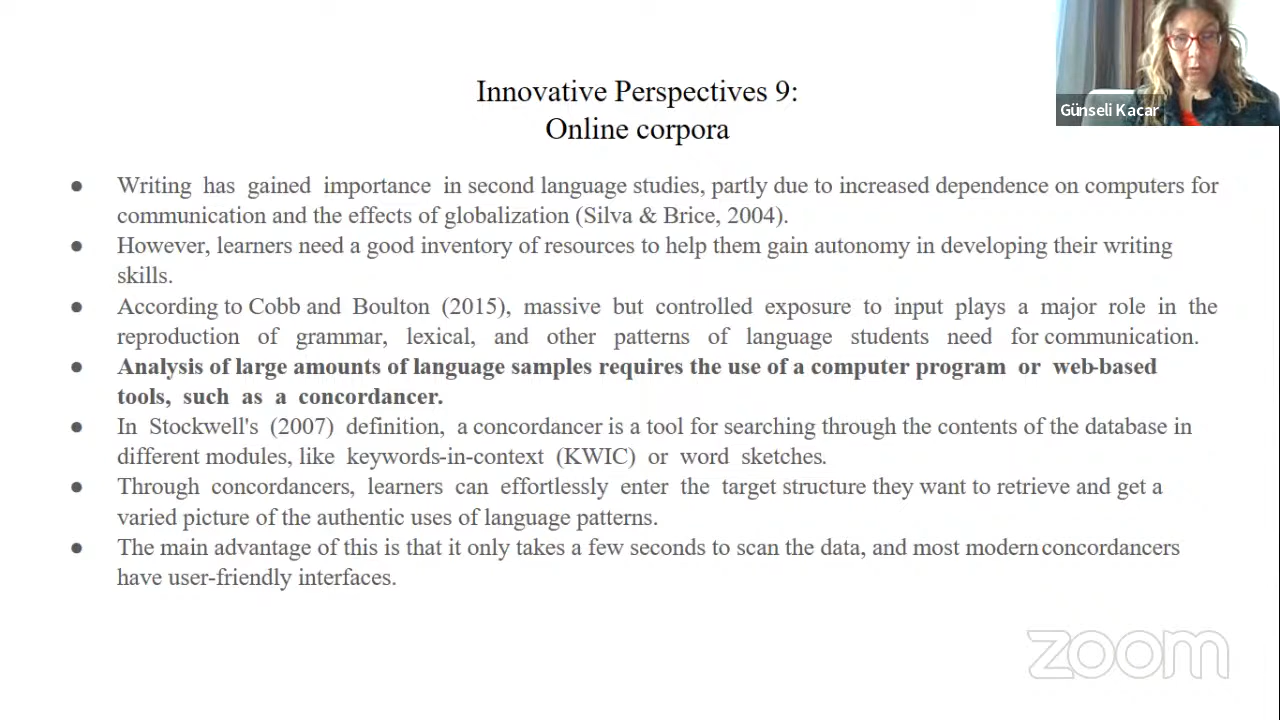 Innovative Perspectives 9:
Online corpora
Günseli Kacar
● Writing has gained importance in second language studies, partly due to increased dependence on computers for
communication and the effects of globalization (Silva & Brice, 2004).
● However, learners need a good inventory of resources to help them gain autonomy in developing their writing
skills.
● According to Cobb and Boulton (2015), massive but controlled exposure to input plays a major role in the
reproduction of grammar, lexical, and other patterns of language students need for communication.
● Analysis of large amounts of language samples requires the use of a computer program or web-based
tools, such as a concordancer.
● In Stockwell's (2007) definition, a concordancer is a tool for searching through the contents of the database in
different modules, like keywords-in-context (KWIC) or word sketches.
● Through concordancers, learners can effortlessly enter the target structure they want to retrieve and get a
varied picture of the authentic uses of language patterns.
● The main advantage of this is that it only takes a few seconds to scan the data, and most modern concordancers
have user-friendly interfaces.
zoom